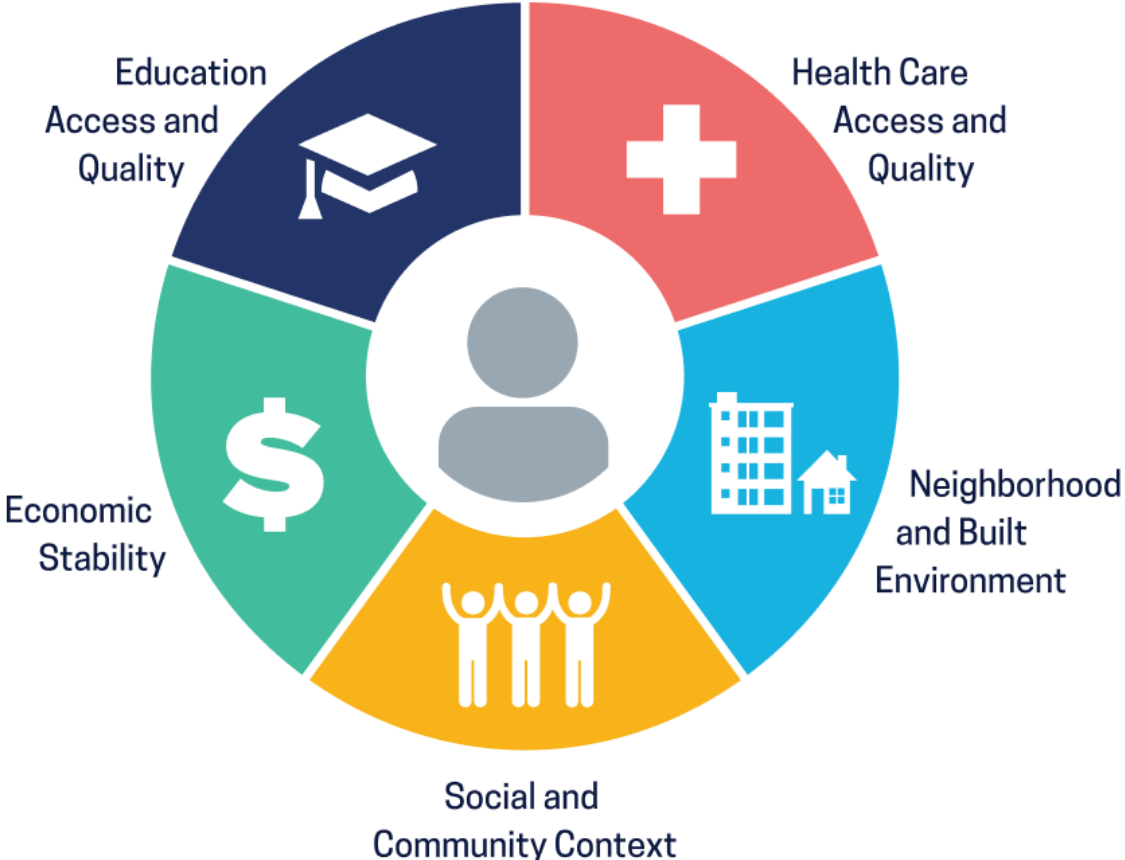 Education
Access and
Quality
Health Care
Access and
Quality
Economic
Stability
Neighborhood
and Built
Environment
Social and
Community Context